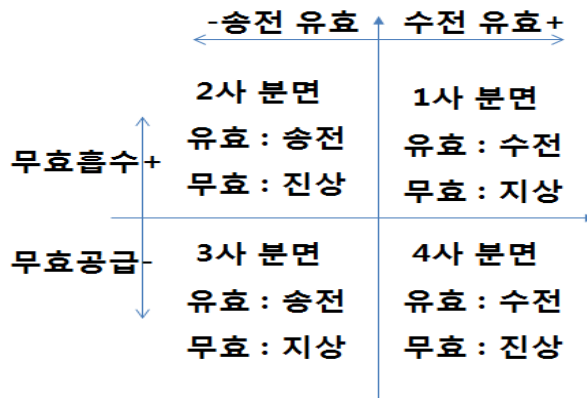 -송전 유효 수전 유효+
2사 분면
유효 : 송전
무효 : 진상
1사 분면
유효 : 수전
무효 : 지상
무효흡수+
무효공급-
3사 분면
유효 : 송전
무효 : 지상
4사 분면
유효 : 수전
무효 : 진상